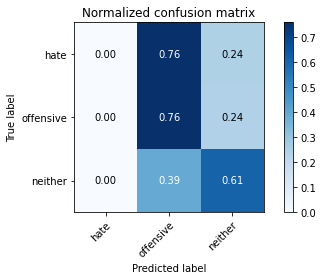 Normalized confusion matrix
hate 0.00 0.76 0.24
offensive 0.00 0.76 0.24
neither 0.00 0.39 0.61
hate offensive neither
True label
Predicted label
0.7
0.6
0.5
0.4
0.3
0.2
0.1
0.0